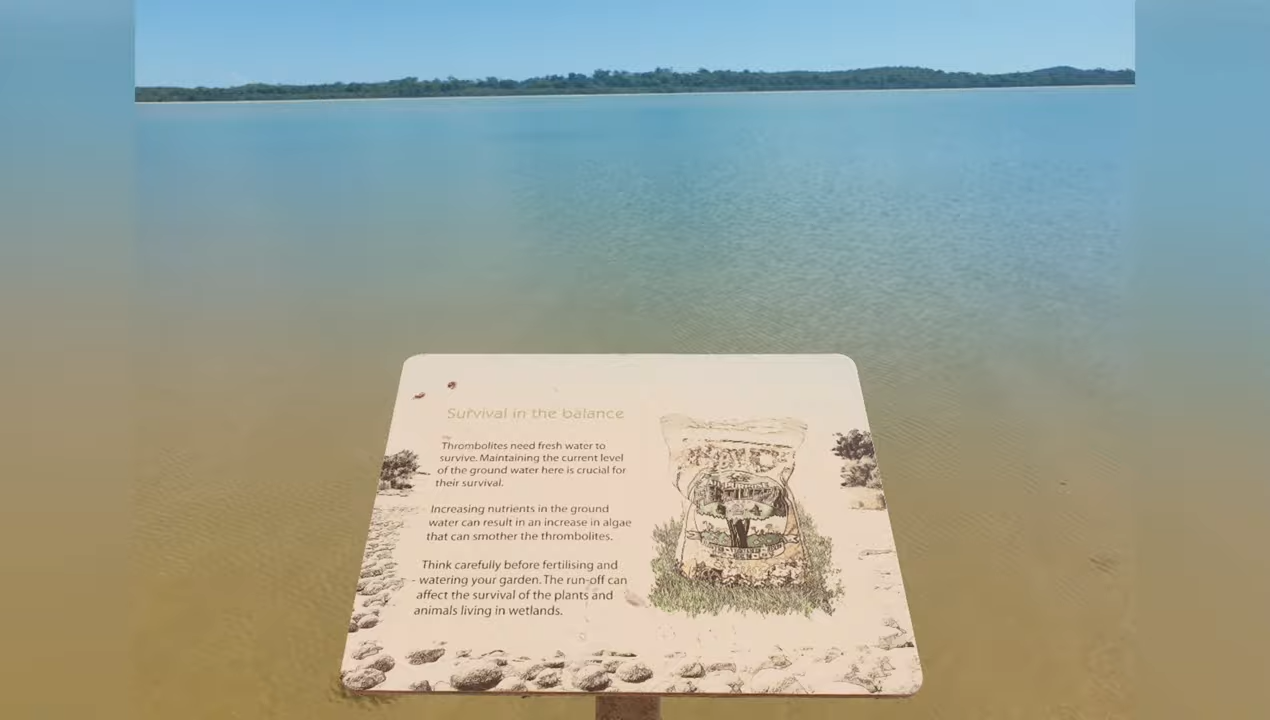 Survival in the balance
Thrombolites need fresh water to
survive. Maintaining the current level
of the ground water here is crucial for
their survival.
Increasing nutrients in the ground
water can result in an increase in algae
that can smother the thrombolites.
Think carefully before fertilising and
watering your garden. The run-off can
affect the survival of the plants and
animals living in wetlands.